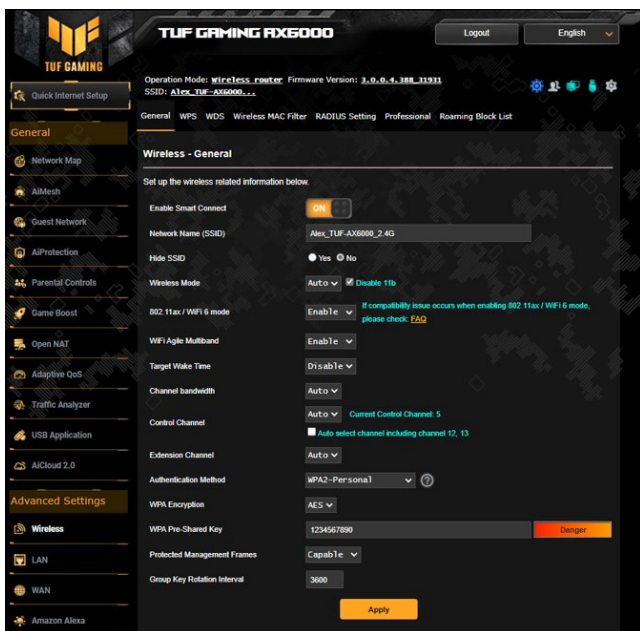 TUF GAMING AX6000
Logout
English
TUF GAMING
Operation Mode: Wireless router Firmware Version: 3.0.0.4.388_31931
SSID: Alex_TUF-AX6000...
Quick Internet Setup
General WPS WDS Wireless MAC Filter RADIUS Setting Professional Roaming Block List
General
Network Map
AiMesh
Guest Network
AiProtection
Parental Controls
Game Boost
Open NAT
Adaptive QoS
Traffic Analyzer
USB Application
AiCloud 2.0
Advanced Settings
Wireless
LAN
WAN
Amazon Alexa
Wireless - General
Set up the wireless related information below.
Enable Smart Connect ON
Network Name (SSID) Alex_TUF-AX6000_2.4G
Hide SSID Yes No
Wireless Mode Auto Disable 11b
802.11ax / WiFi 6 mode Enable If compatibility issue occurs when enabling 802.11ax / WiFi 6 mode,
please check: FAQ
WiFi Agile Multiband Enable
Target Wake Time Disable
Channel bandwidth Auto
Control Channel Auto Current Control Channel: 5
Auto select channel including channel 12, 13
Extension Channel Auto
Authentication Method WPA2-Personal ?
WPA Encryption AES
WPA Pre-Shared Key 1234567890 Danger
Protected Management Frames Capable
Group Key Rotation Interval 3600
Apply